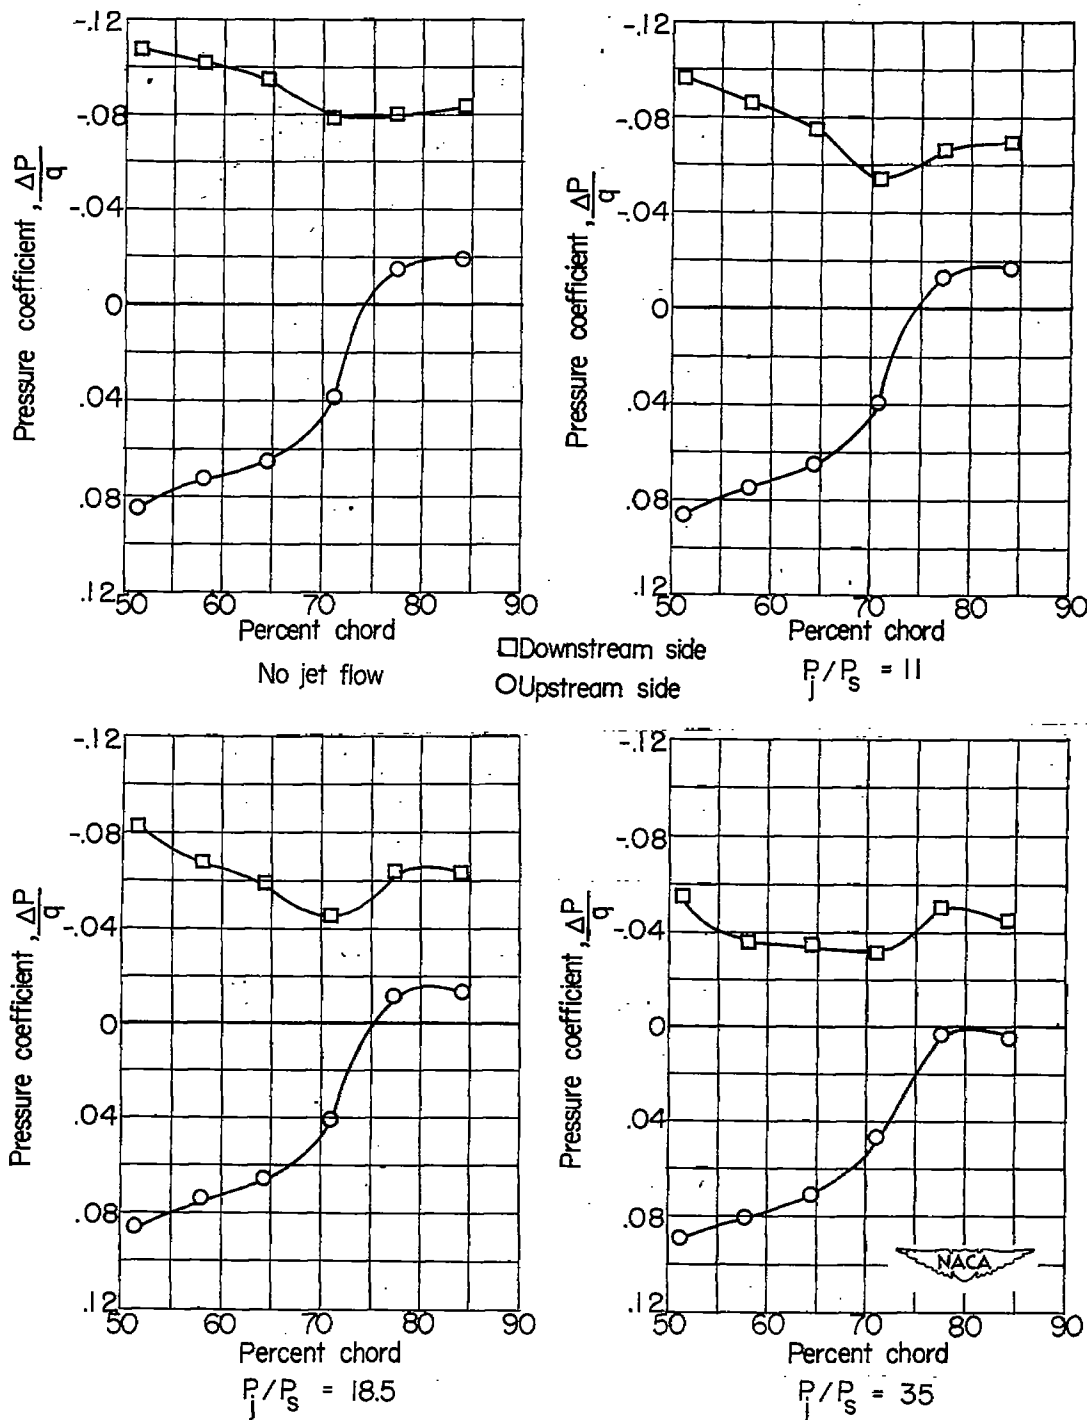 -.12
-.08
-.04
0
.04
.08
.12
Pressure coefficient, ΔP/q
50 60 70 80 90
Percent chord
No jet flow
-.12
-.08
-.04
0
.04
.08
.12
Pressure coefficient, ΔP/q
50 60 70 80 90
Percent chord
Pj/Ps = 11
□ Downstream side
○ Upstream side
-.12
-.08
-.04
0
.04
.08
.12
Pressure coefficient, ΔP/q
50 60 70 80 90
Percent chord
Pj/Ps = 18.5
-.12
-.08
-.04
0
.04
.08
.12
Pressure coefficient, ΔP/q
NACA
50 60 70 80 90
Percent chord
Pj/Ps = 35